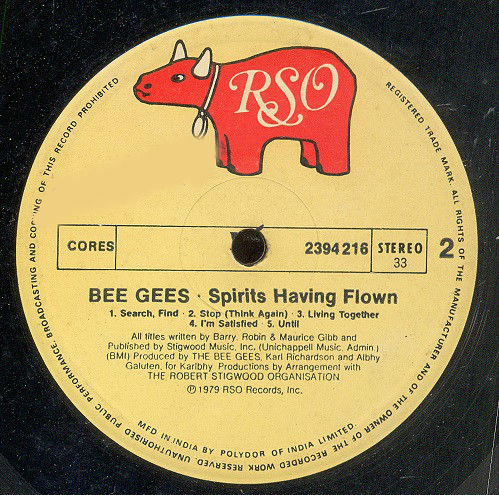 RSO
CORES
2394216
STEREO
33
2
BEE GEES · Spirits Having Flown
1. Search, Find · 2. Stop (Think Again) · 3. Living Together
4. I'm Satisfied · 5. Until
All titles written by Barry, Robin & Maurice Gibb and
Published by Stigwood Music, Inc. (Unichappell Music, Admin.)
(BMI) Produced by THE BEE GEES, Karl Richardson and Albhy
Galuten, for Karlbhy Productions by Arrangement with
THE ROBERT STIGWOOD ORGANISATION
℗ 1979 RSO Records, Inc.
MFD IN INDIA BY POLYDOR OF INDIA LIMITED.
REGISTERED TRADE MARK. ALL RIGHTS OF THE MANUFACTURER AND OF THE OWNER OF THE RECORDED WORK RESERVED. UNAUTHORISED PUBLIC PERFORMANCE BROADCASTING AND OF THIS RECORD PROHIBITED